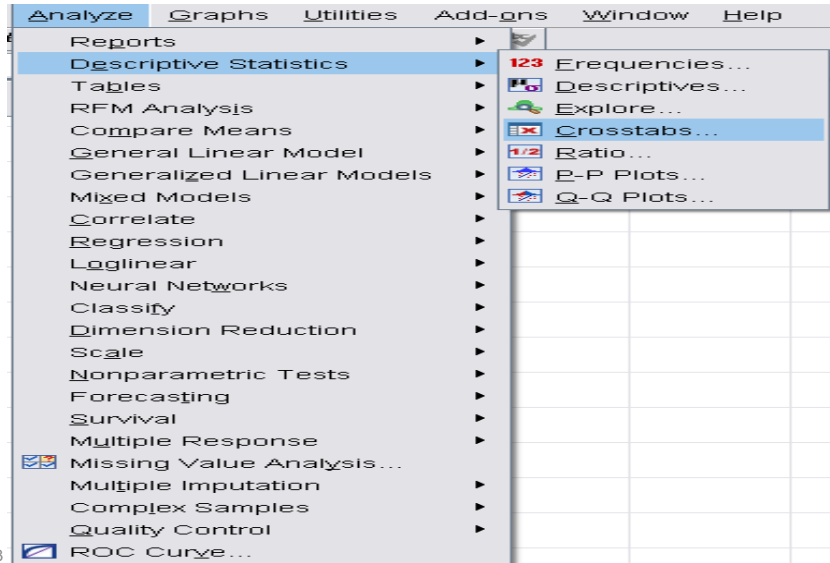 Analyze Graphs Utilities Add-ons Window Help
Reports
Descriptive Statistics
Tables
RFM Analysis
Compare Means
General Linear Model
Generalized Linear Models
Mixed Models
Correlate
Regression
Loglinear
Neural Networks
Classify
Dimension Reduction
Scale
Nonparametric Tests
Forecasting
Survival
Multiple Response
Missing Value Analysis...
Multiple Imputation
Complex Samples
Quality Control
ROC Curve...
123 Frequencies...
Descriptives...
Explore...
Crosstabs...
1/2 Ratio...
P-P Plots...
Q-Q Plots...